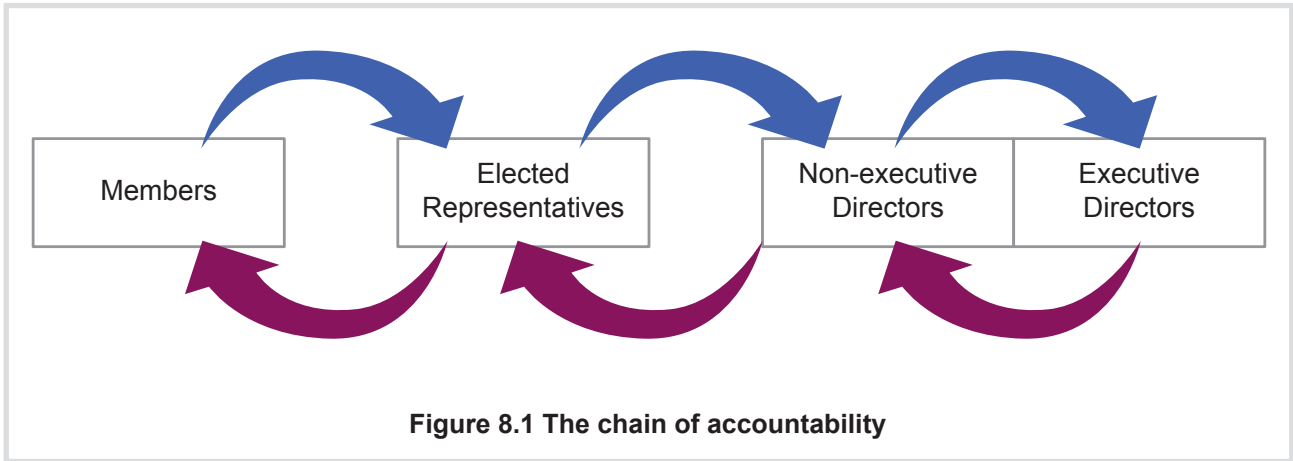 Members
Elected
Representatives
Non-executive
Directors
Executive
Directors
Figure 8.1 The chain of accountability